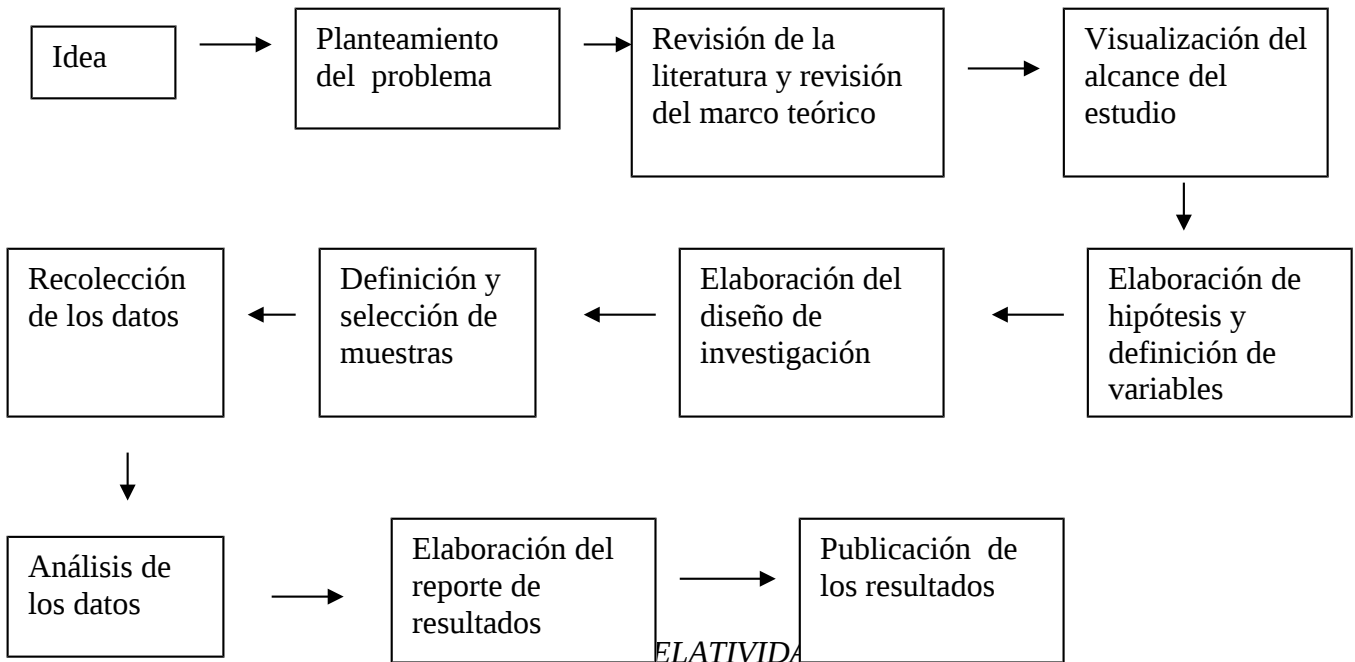 Idea
Planteamiento
del  problema
Revisión de la
literatura y revisión
del marco teórico
Visualización del
alcance del
estudio
Elaboración de
hipótesis y
definición de
variables
Elaboración del
diseño de
investigación
Definición y
selección de
muestras
Recolección
de los datos
Análisis de
los datos
Elaboración del
reporte de
resultados
Publicación  de
los resultados